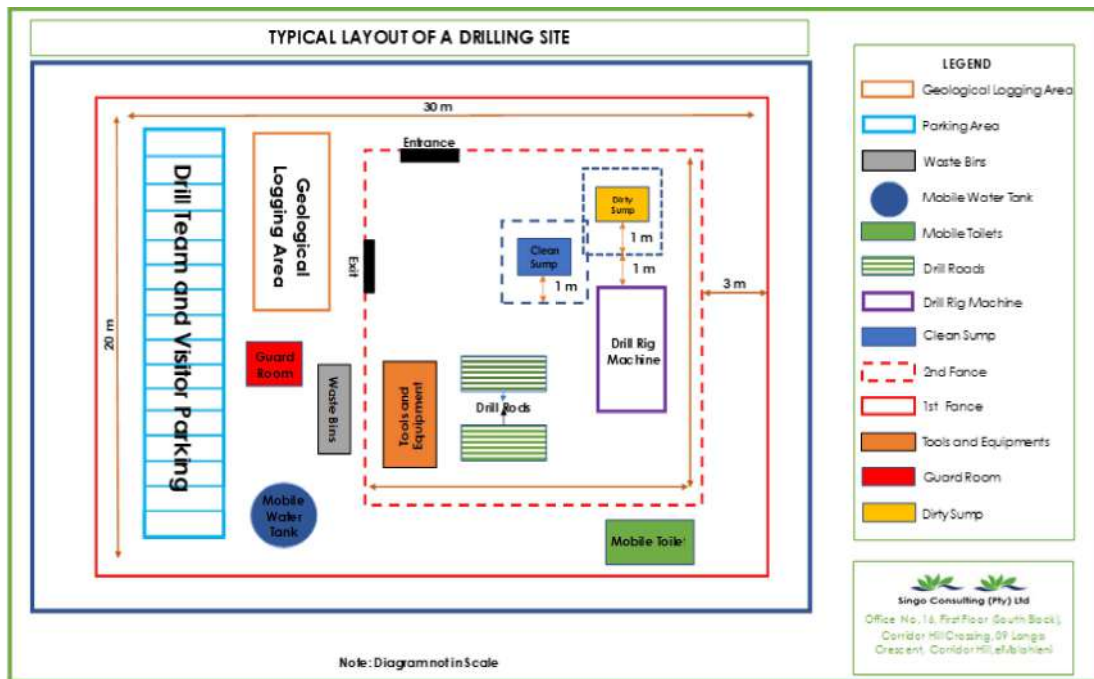 TYPICAL LAYOUT OF A DRILLING SITE
30 m
20 m
Drill Team and Visitor Parking
Geological
Logging Area
Entrance
Exit
Dirty
Sump
1 m
Clean
Sump
1 m
1 m
3 m
Drill Rig
Machine
Guard
Room
Waste Bins
Tools and
Equipment
Drill Rods
Mobile
Water
Tank
Mobile Toilet
Note: Diagram not in Scale
LEGEND
Geological Logging Area
Parking Area
Waste Bins
Mobile Water Tank
Mobile Toilets
Drill Roads
Drill Rig Machine
Clean Sump
2nd Fance
1st Fance
Tools and Equipments
Guard Room
Dirty Sump
Singo Consulting (Pty) Ltd
Office No. 16, First Floor (South Block),
Corridor Hill Crossing, 09 Langa
Crescent, Corridor Hill, eMalahleni